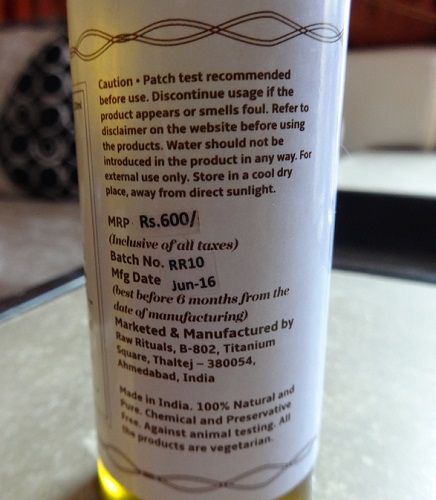 Caution • Patch test recommended
before use. Discontinue usage if the
product appears or smells foul. Refer to
disclaimer on the website before using
the products. Water should not be
introduced in the product in any way. For
external use only. Store in a cool dry
place, away from direct sunlight.
MRP Rs.600/
(inclusive of all taxes)
Batch No. RR10
Mfg Date Jun-16
(best before 6 months from the
date of manufacturing)
Marketed & Manufactured by
Raw Rituals, B-802, Titanium
Square, Thaltej – 380054,
Ahmedabad, India
Made in India. 100% Natural and
Pure. Chemical and Preservative
Free. Against animal testing. All
the products are vegetarian.